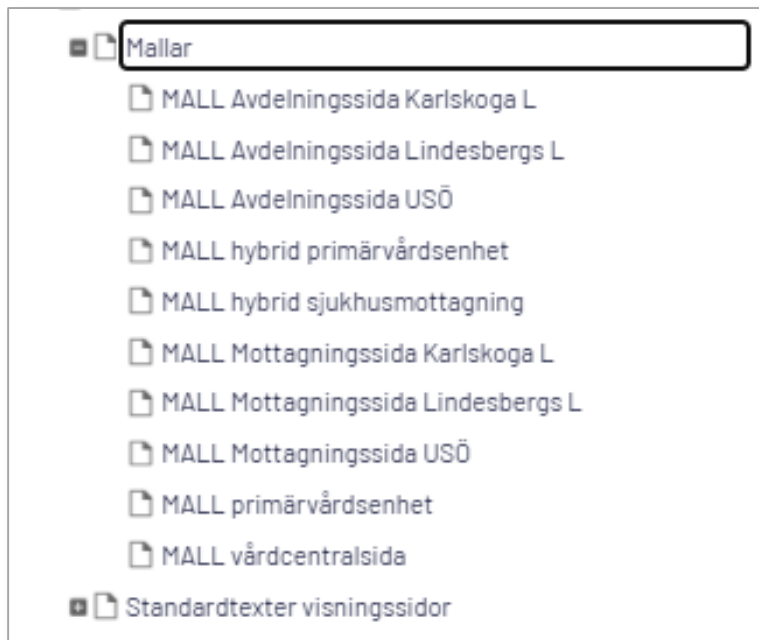 Mallar
MALL Avdelningssida Karlskoga L
MALL Avdelningssida Lindesbergs L
MALL Avdelningssida USÖ
MALL hybrid primärvårdsenhet
MALL hybrid sjukhusmottagning
MALL Mottagningssida Karlskoga L
MALL Mottagningssida Lindesbergs L
MALL Mottagningssida USÖ
MALL primärvårdsenhet
MALL vårdcentralsida
Standardtexter visningssidor